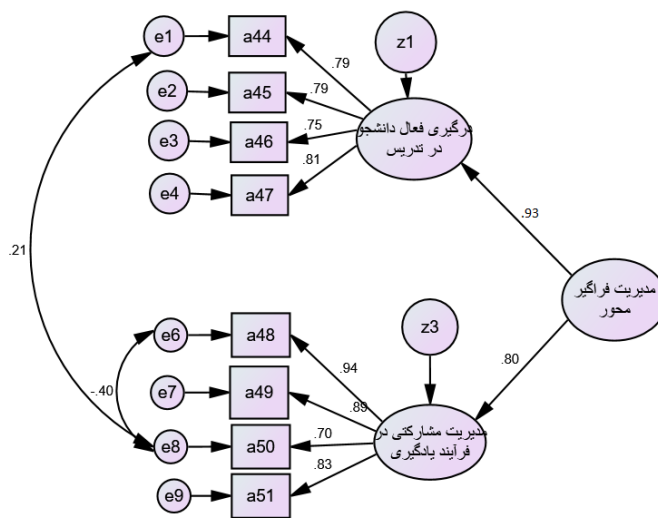 e1
a44
z1
.79
e2
a45
.79
e3
a46
.75
درگیری فعال دانشجو
در تدریس
e4
a47
.81
.93
.21
مدیریت فراگیر
محور
e6
a48
z3
.94
.80
-.40
e7
a49
.89
e8
a50
.70
مدیریت مشارکتی در
فرآیند یادگیری
.83
e9
a51